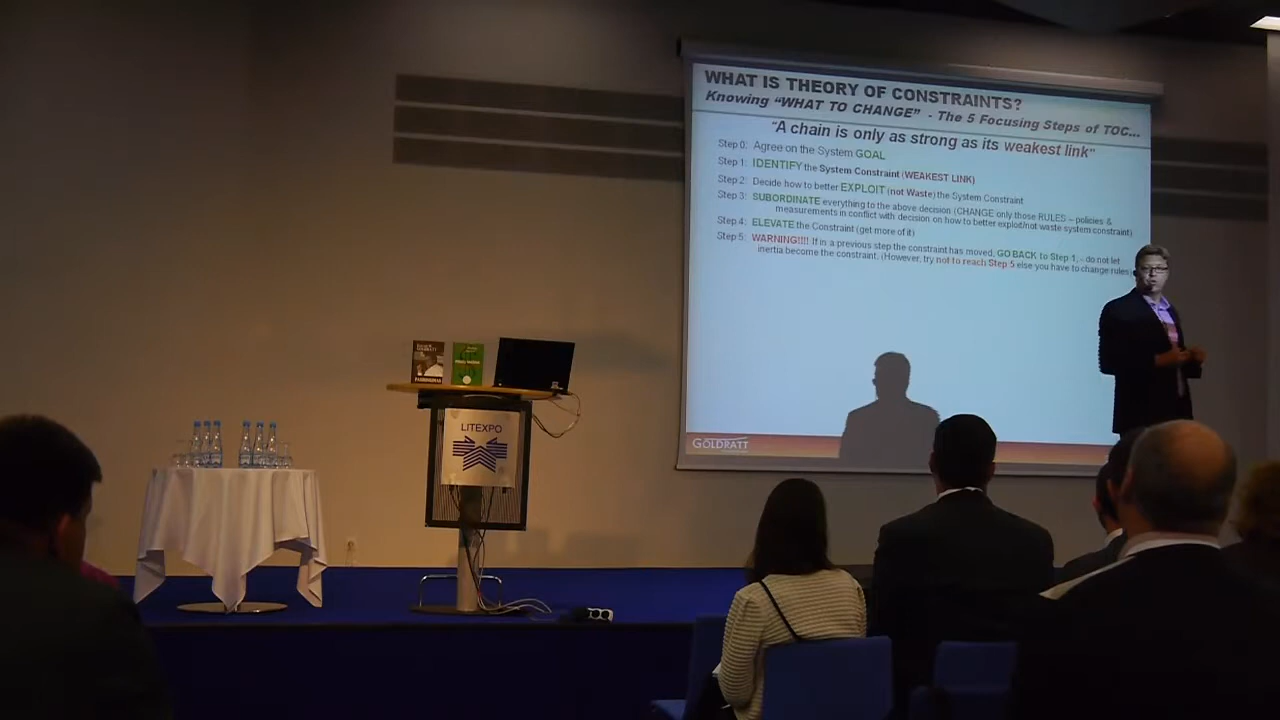 WHAT IS THEORY OF CONSTRAINTS?
Knowing "WHAT TO CHANGE" - The 5 Focusing Steps of TOC...
"A chain is only as strong as its weakest link"
Step 0: Agree on the System GOAL
Step 1: IDENTIFY the System Constraint (WEAKEST LINK)
Step 2: Decide how to better EXPLOIT (not Waste) the System Constraint
Step 3: SUBORDINATE everything to the above decision (CHANGE only those RULES – policies &
measurements in conflict with decision on how to better exploit/not waste system constraint)
Step 4: ELEVATE the Constraint (get more of it)
Step 5: WARNING!!!! If in a previous step the constraint has moved, GO BACK to Step 1, - do not let
inertia become the constraint. (However, try not to reach Step 5 else you have to change rules)
GOLDRATT
LITEXPO